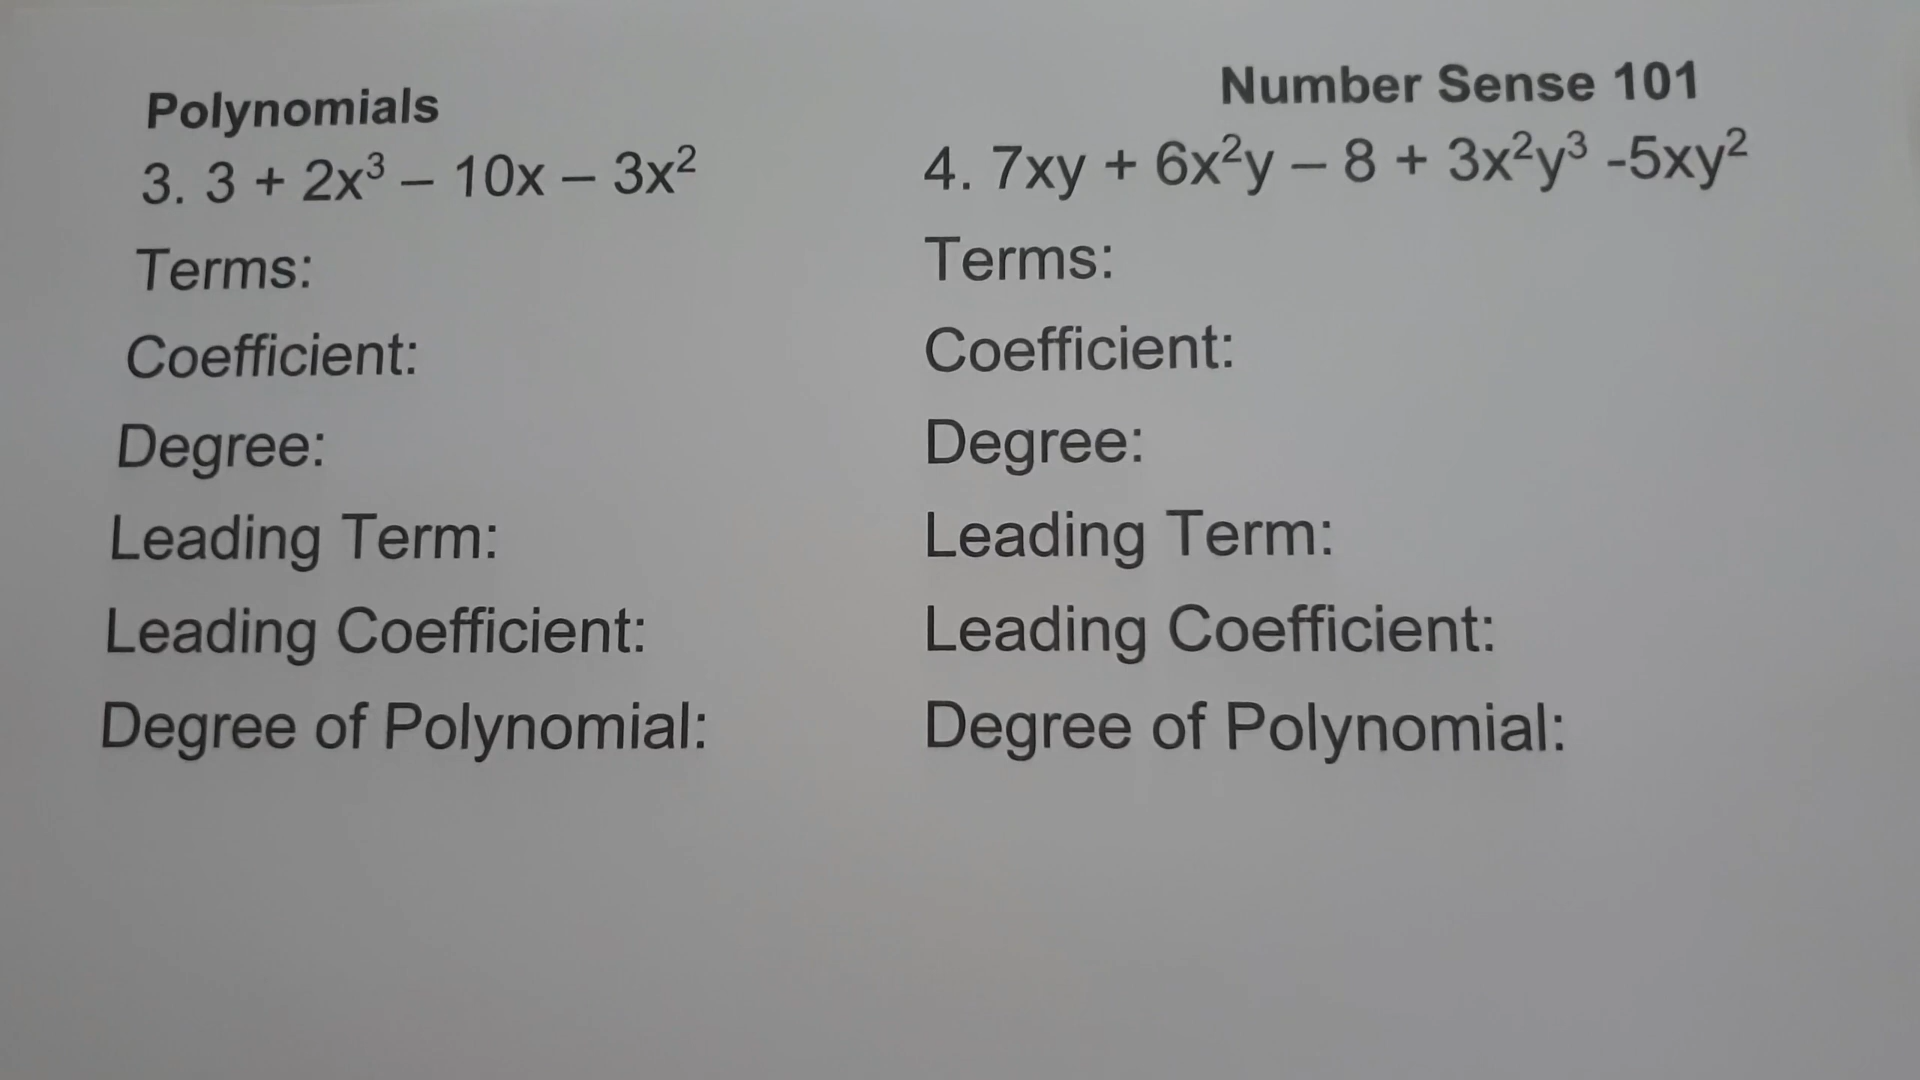 Polynomials
3. 3 + 2x³ – 10x – 3x²
Terms:
Coefficient:
Degree:
Leading Term:
Leading Coefficient:
Degree of Polynomial:
Number Sense 101
4. 7xy + 6x²y – 8 + 3x²y³ -5xy²
Terms:
Coefficient:
Degree:
Leading Term:
Leading Coefficient:
Degree of Polynomial: